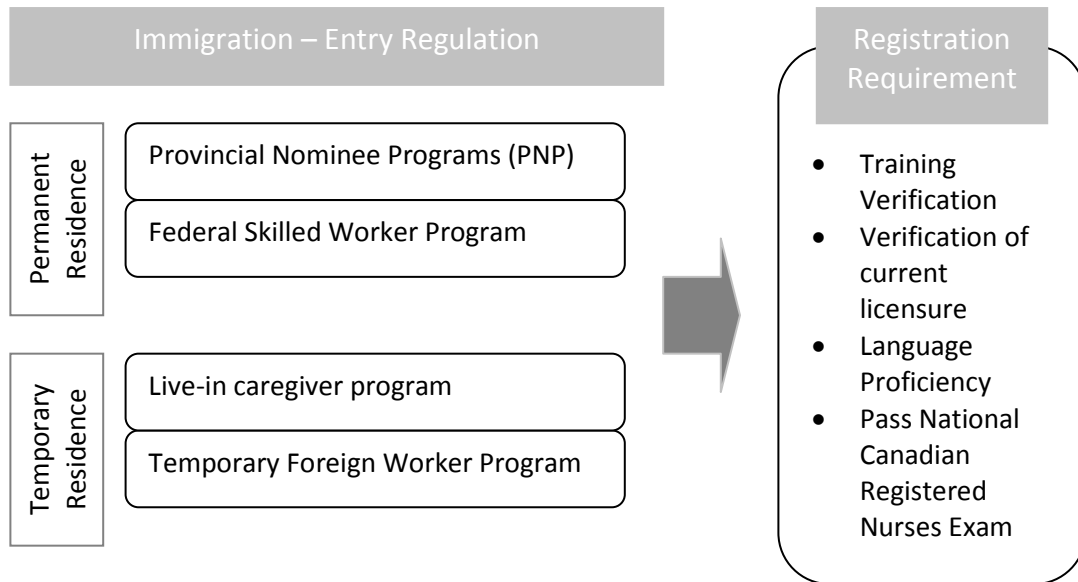 Immigration – Entry Regulation
Permanent
Residence
Provincial Nominee Programs (PNP)
Federal Skilled Worker Program
Temporary
Residence
Live-in caregiver program
Temporary Foreign Worker Program
Registration
Requirement
• Training
Verification
• Verification of
current
licensure
• Language
Proficiency
• Pass National
Canadian
Registered
Nurses Exam